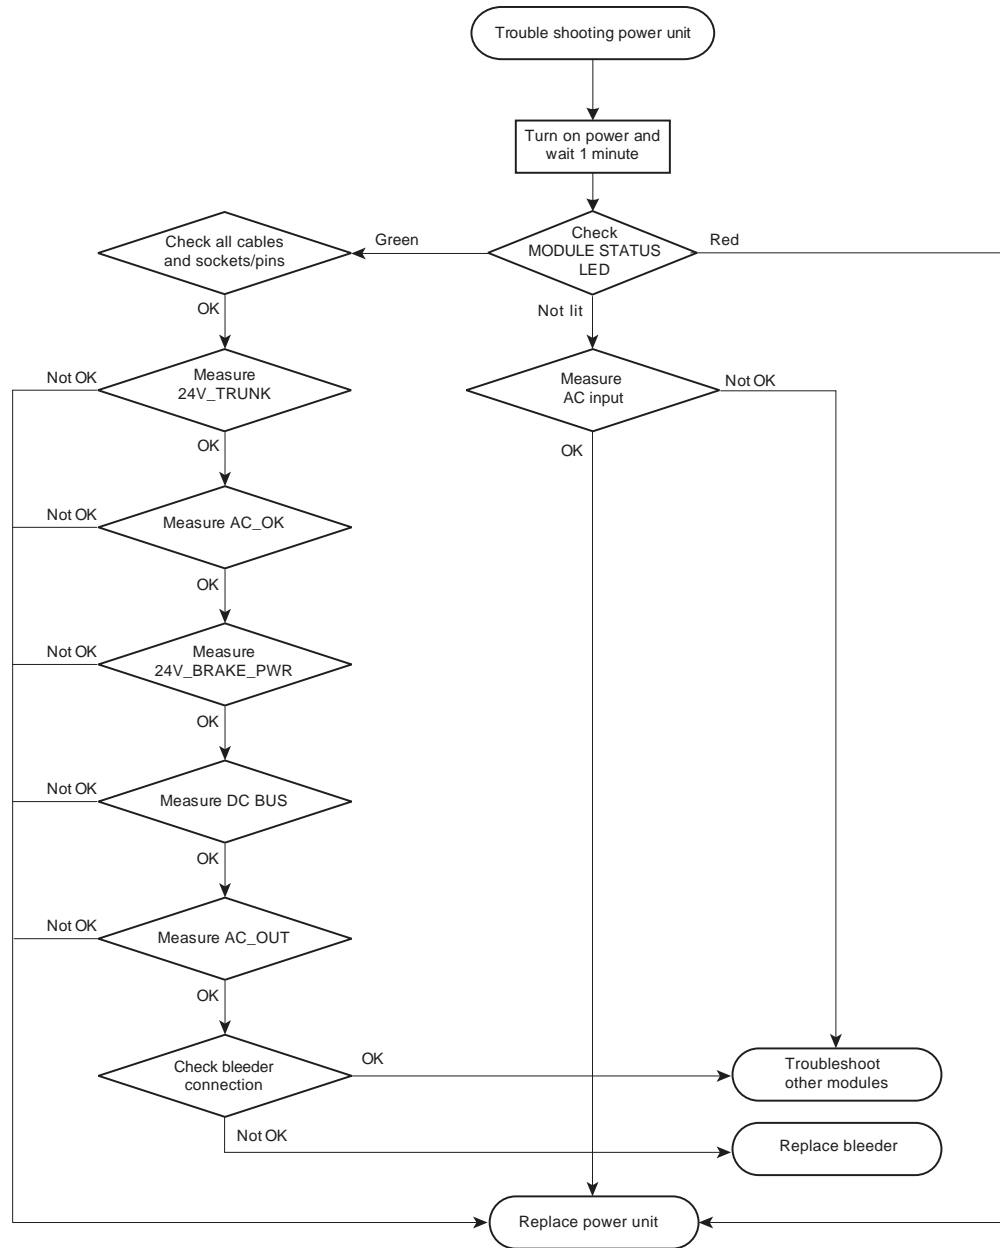 Trouble shooting power unit
Turn on power and
wait 1 minute
Check
MODULE STATUS
LED
Green
Red
Check all cables
and sockets/pins
OK
Not lit
Not OK
Measure
24V_TRUNK
Measure
AC input
Not OK
OK
OK
Not OK
Measure AC_OK
OK
Not OK
Measure
24V_BRAKE_PWR
OK
Not OK
Measure DC BUS
OK
Not OK
Measure AC_OUT
OK
Check bleeder
connection
OK
Troubleshoot
other modules
Not OK
Replace bleeder
Replace power unit